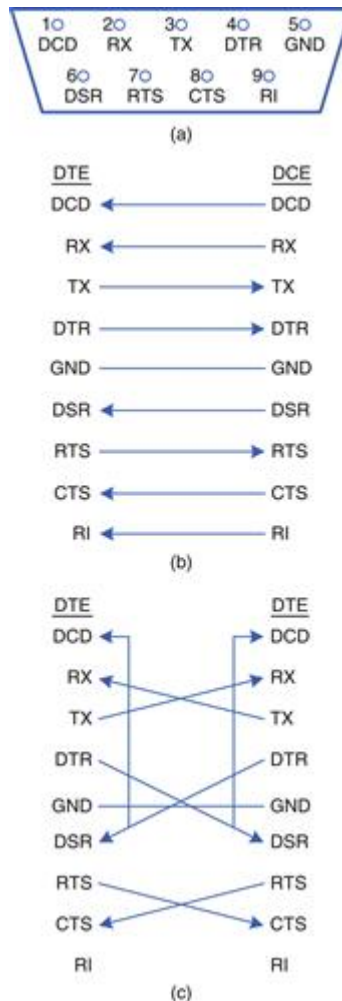 1 2 3 4 5
DCD RX TX DTR GND
6 7 8 9
DSR RTS CTS RI
(a)
DTE DCE
DCD DCD
RX RX
TX TX
DTR DTR
GND GND
DSR DSR
RTS RTS
CTS CTS
RI RI
(b)
DTE DTE
DCD DCD
RX RX
TX TX
DTR DTR
GND GND
DSR DSR
RTS RTS
CTS CTS
RI RI
(c)